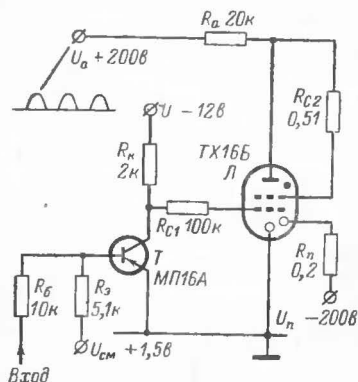 Rа 20к
Uа + 200в
U – 12в
Rс2
0,51
Rк
2к
ТХ16Б
Л
Rс1 100к
Т
МП16А
Rп
0,2
Rб
10к
Rэ
5,1к
Uп
–200в
Uсм +1,5в
Вход